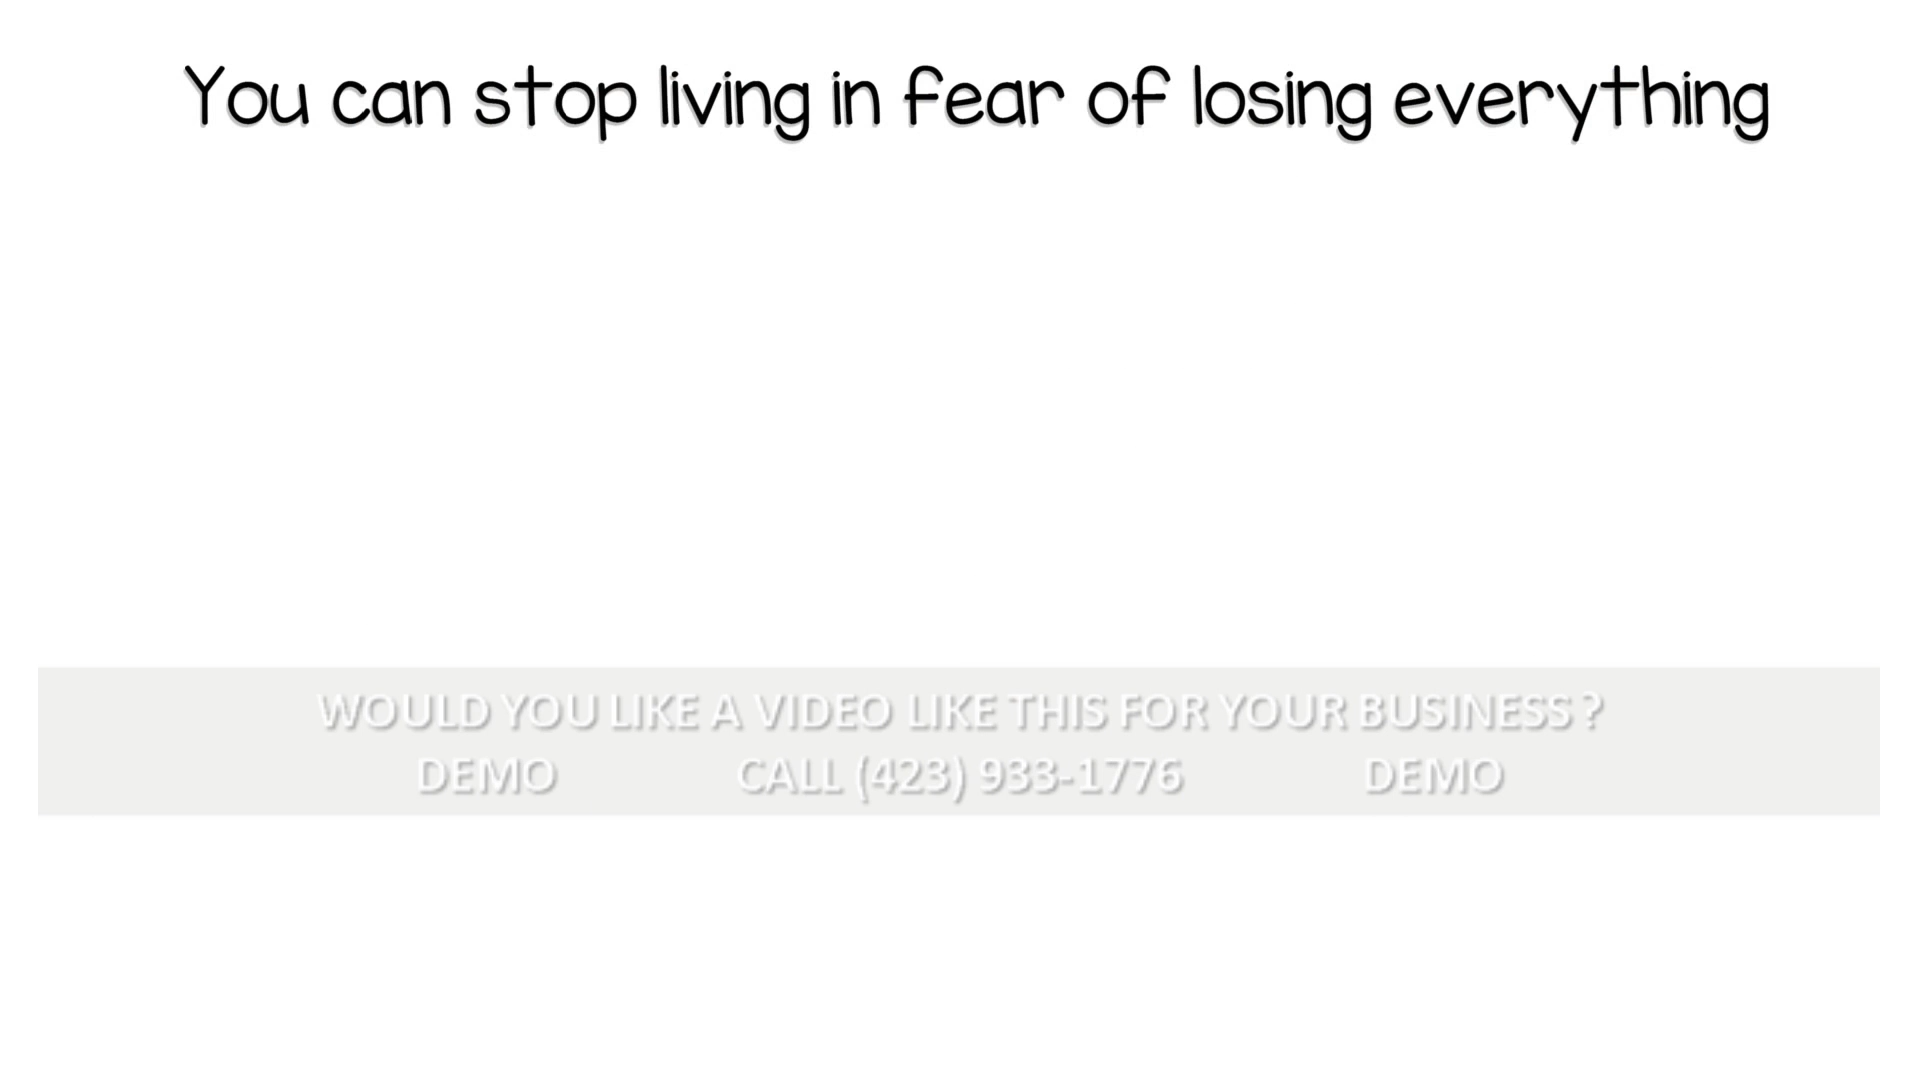 You can stop living in fear of losing everything
WOULD YOU LIKE A VIDEO LIKE THIS FOR YOUR BUSINESS ?
DEMO CALL (423) 933-1776 DEMO